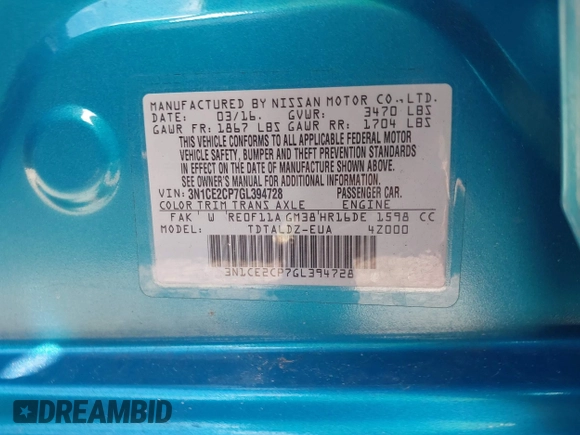 MANUFACTURED BY NISSAN MOTOR CO., LTD.
DATE: 03/16. GVWR: 3470 LBS
GAWR FR: 1867 LBS GAWR RR: 1704 LBS
THIS VEHICLE CONFORMS TO ALL APPLICABLE FEDERAL MOTOR
VEHICLE SAFETY, BUMPER AND THEFT PREVENTION STANDARDS
IN EFFECT ON THE DATE OF MANUFACTURE SHOWN ABOVE.
SEE OWNER'S MANUAL FOR ADDITIONAL INFORMATION
VIN: 3N1CE2CP7GL394728 PASSENGER CAR.
COLOR TRIM TRANS AXLE ENGINE
FAK W RE0F11A GM38 HR16DE 1598 CC
MODEL: TDTALDZ-EUA 4Z000
3N1CE2CP7GL394728
DREAMBID